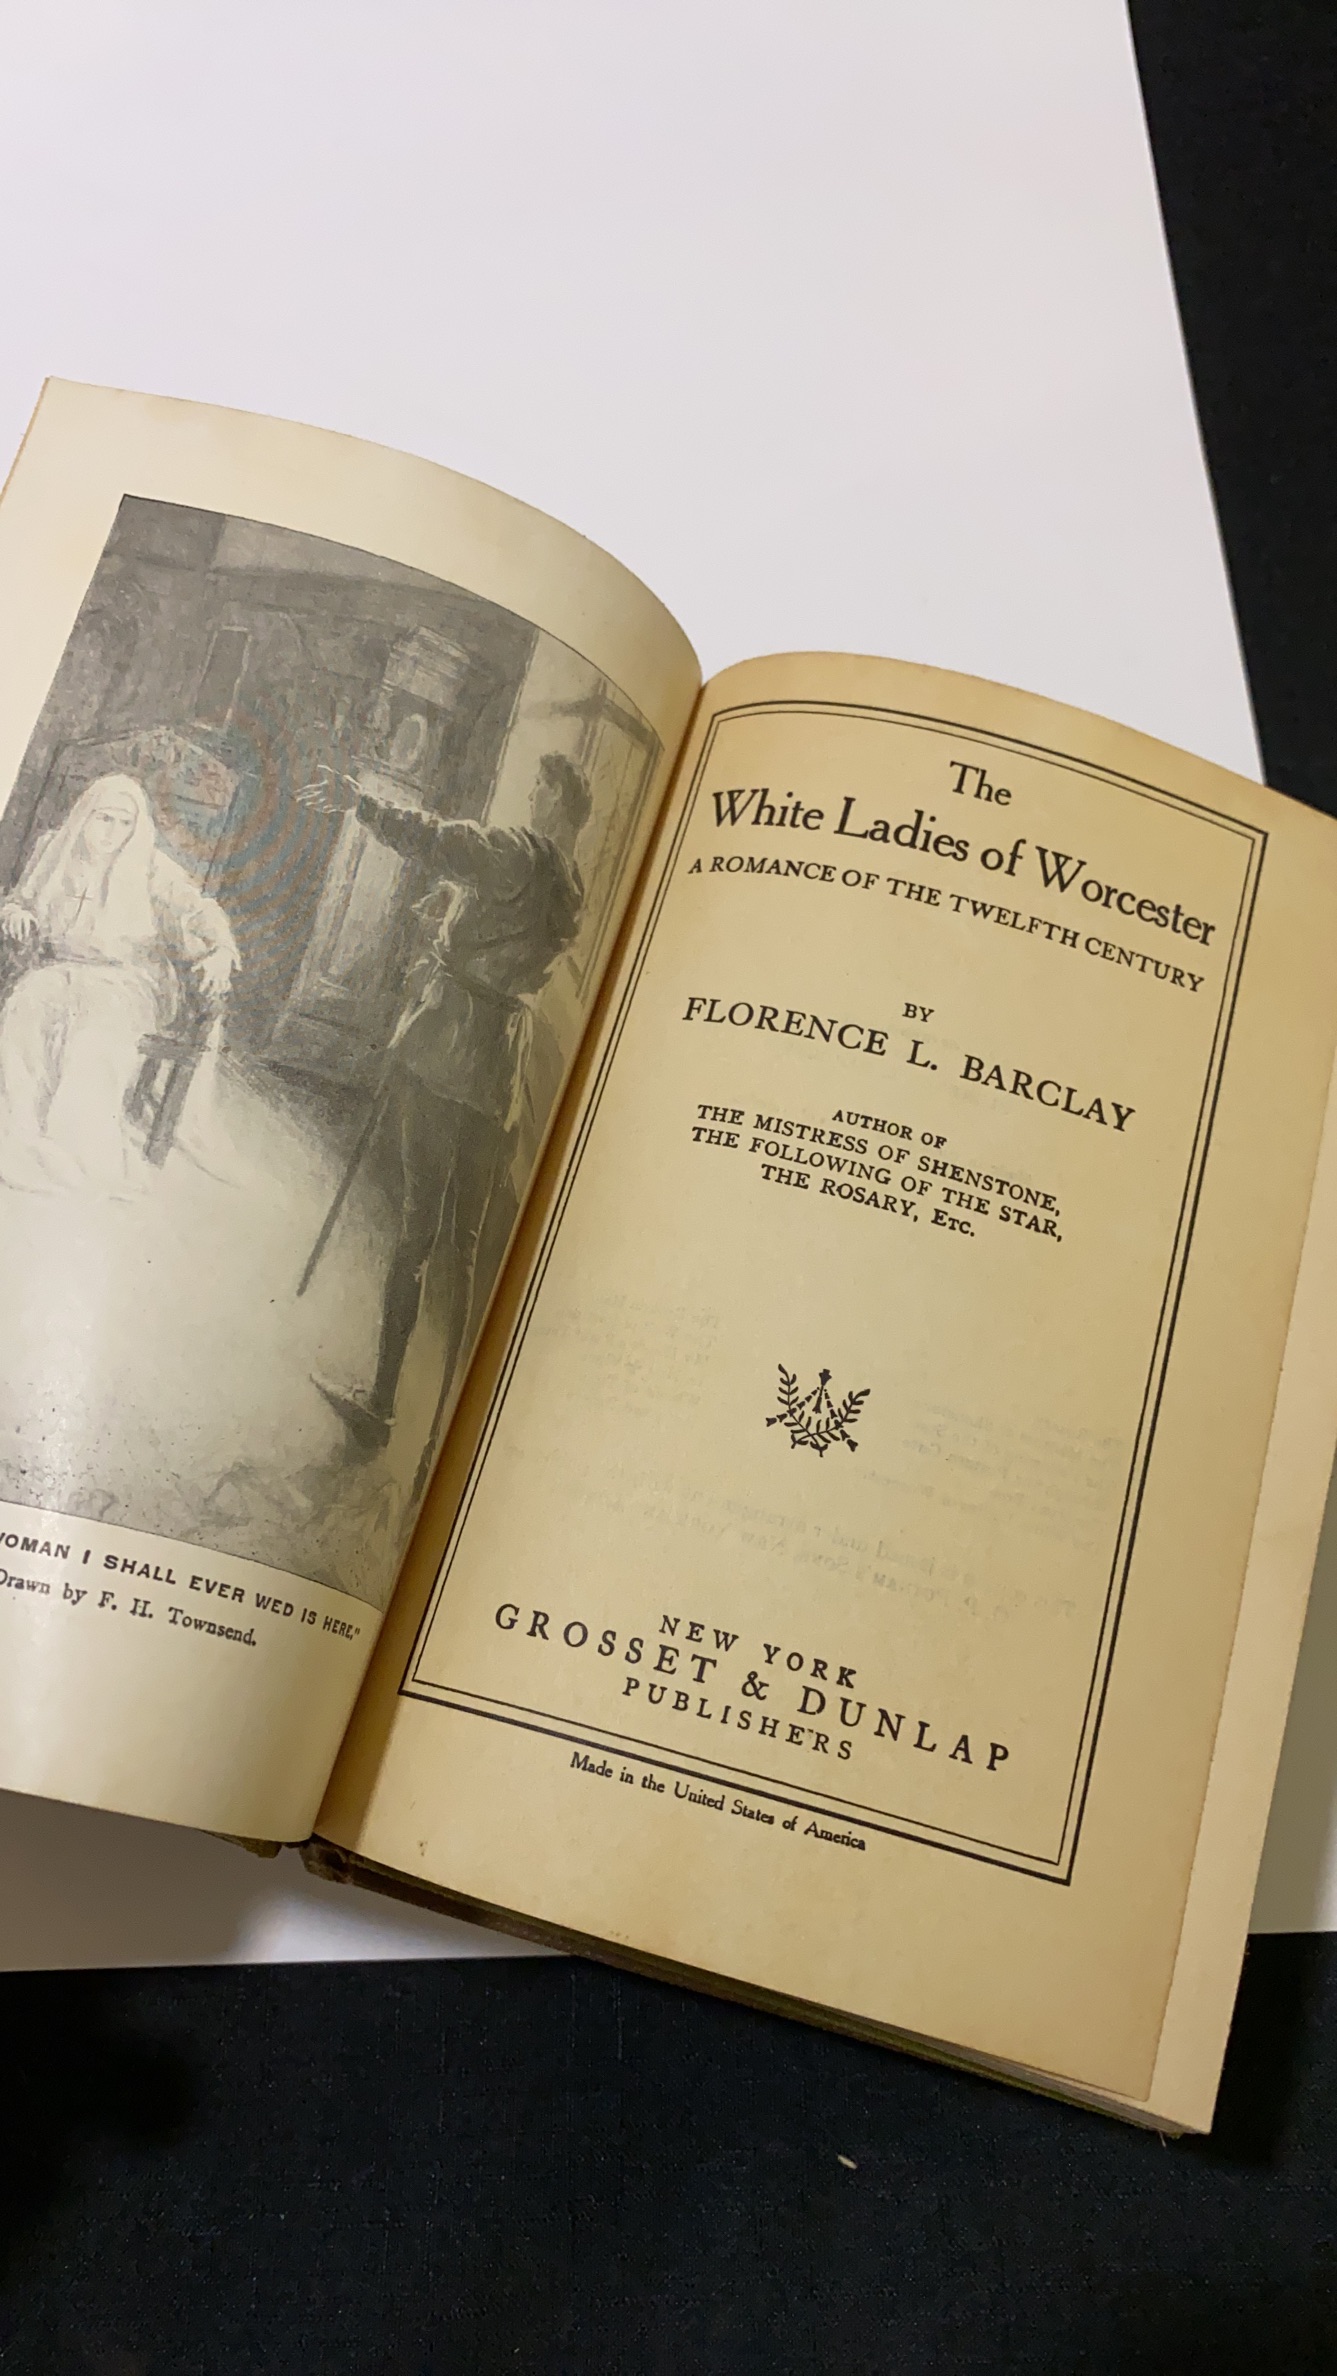 WOMAN I SHALL EVER WED IS HERE."
Drawn by F. H. Townsend.
The
White Ladies of Worcester
A ROMANCE OF THE TWELFTH CENTURY
BY
FLORENCE L. BARCLAY
AUTHOR OF
THE MISTRESS OF SHENSTONE,
THE FOLLOWING OF THE STAR,
THE ROSARY, ETC.
NEW YORK
GROSSET & DUNLAP
PUBLISHERS
Made in the United States of America